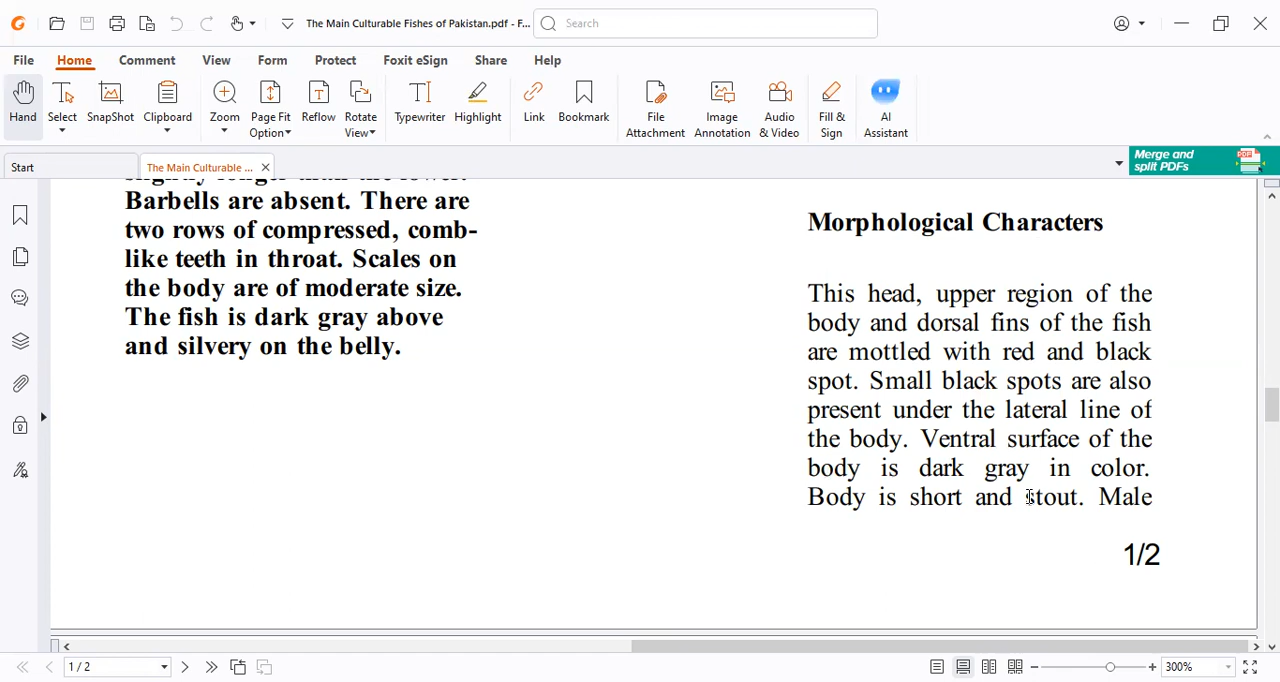 The Main Culturable Fishes of Pakistan.pdf - F...
Search
File
Home
Comment
View
Form
Protect
Foxit eSign
Share
Help
Hand
Select
SnapShot
Clipboard
Zoom
Page Fit Option
Reflow
Rotate View
Typewriter
Highlight
Link
Bookmark
File Attachment
Image Annotation
Audio & Video
Fill & Sign
AI Assistant
Start
The Main Culturable ...
Merge and split PDFs
slightly longer than the lower.
Barbells are absent. There are
two rows of compressed, comb-
like teeth in throat. Scales on
the body are of moderate size.
The fish is dark gray above
and silvery on the belly.
Morphological Characters
This head, upper region of the
body and dorsal fins of the fish
are mottled with red and black
spot. Small black spots are also
present under the lateral line of
the body. Ventral surface of the
body is dark gray in color.
Body is short and stout. Male
1/2
1 / 2
300%